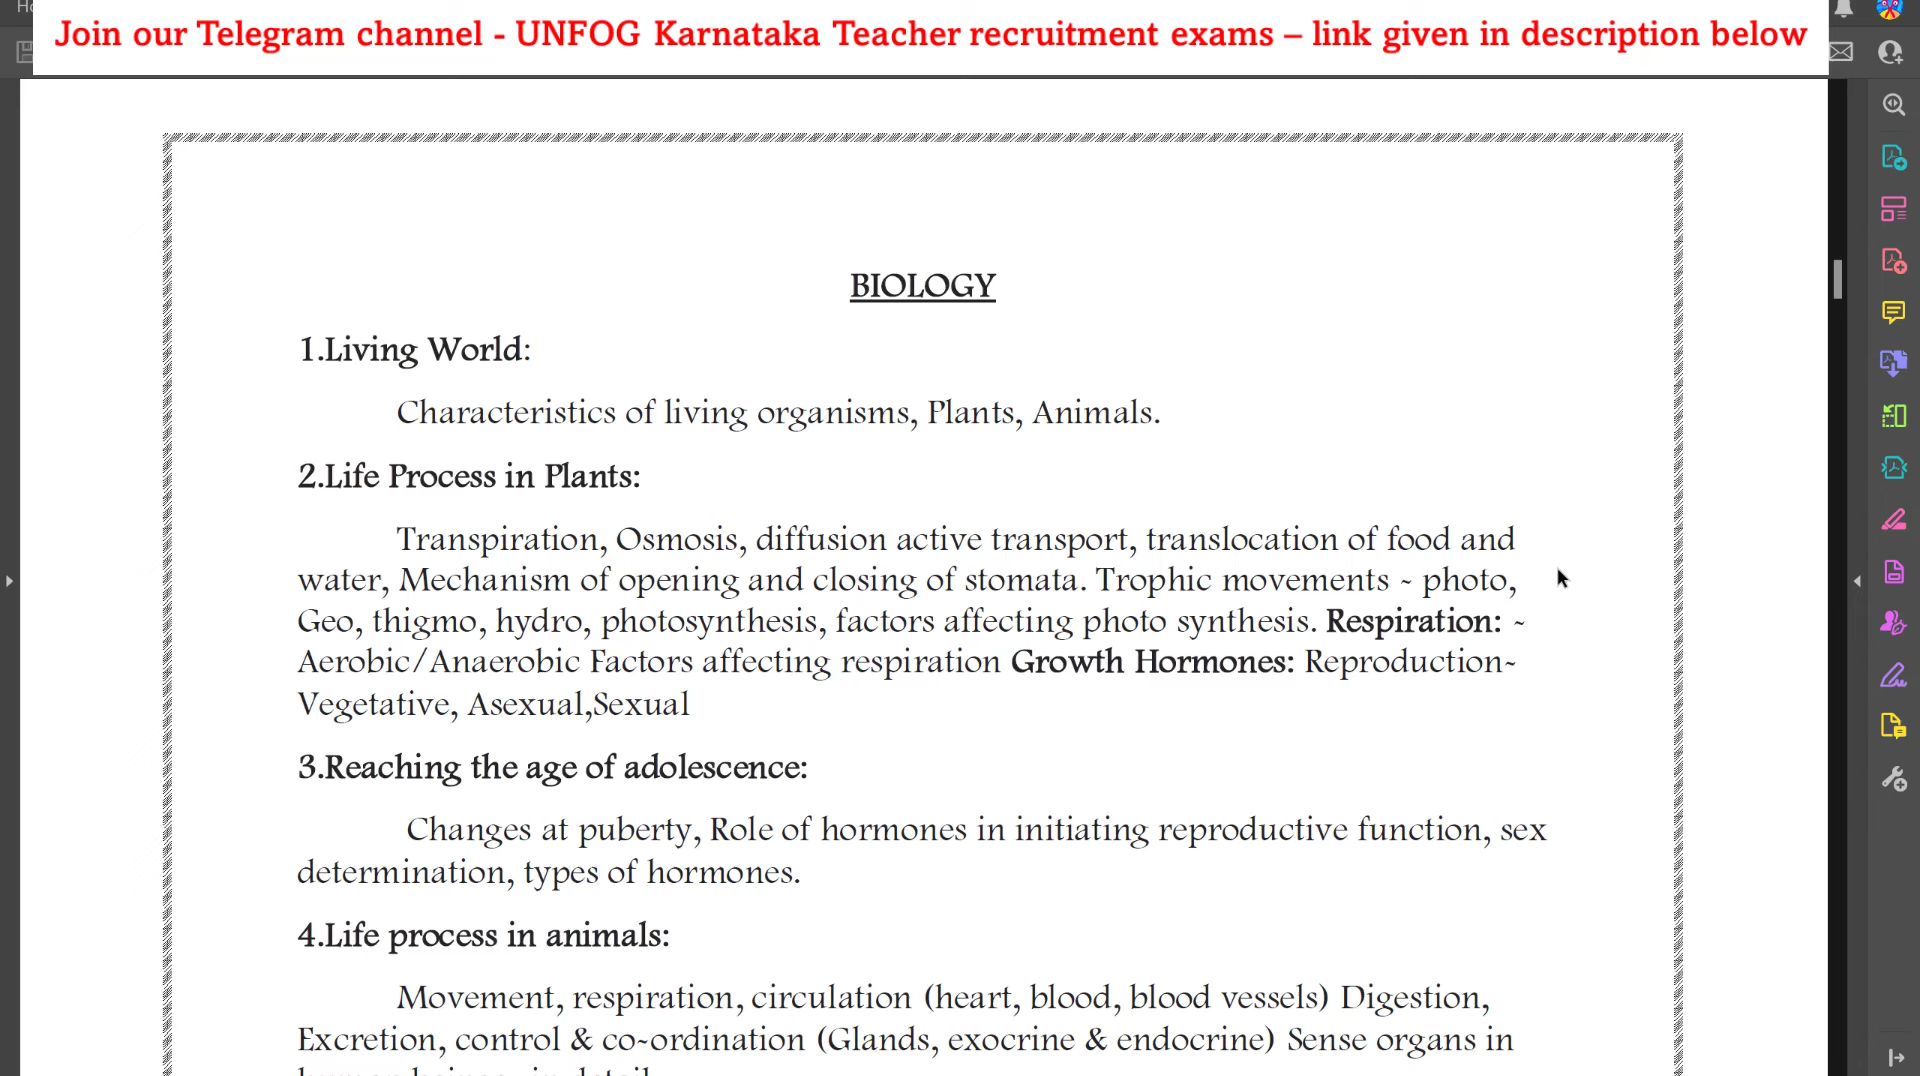 Join our Telegram channel - UNFOG Karnataka Teacher recruitment exams – link given in description below
BIOLOGY
1.Living World:
Characteristics of living organisms, Plants, Animals.
2.Life Process in Plants:
Transpiration, Osmosis, diffusion active transport, translocation of food and
water, Mechanism of opening and closing of stomata. Trophic movements - photo,
Geo, thigmo, hydro, photosynthesis, factors affecting photo synthesis. Respiration: -
Aerobic/Anaerobic Factors affecting respiration Growth Hormones: Reproduction-
Vegetative, Asexual,Sexual
3.Reaching the age of adolescence:
Changes at puberty, Role of hormones in initiating reproductive function, sex
determination, types of hormones.
4.Life process in animals:
Movement, respiration, circulation (heart, blood, blood vessels) Digestion,
Excretion, control & co-ordination (Glands, exocrine & endocrine) Sense organs in